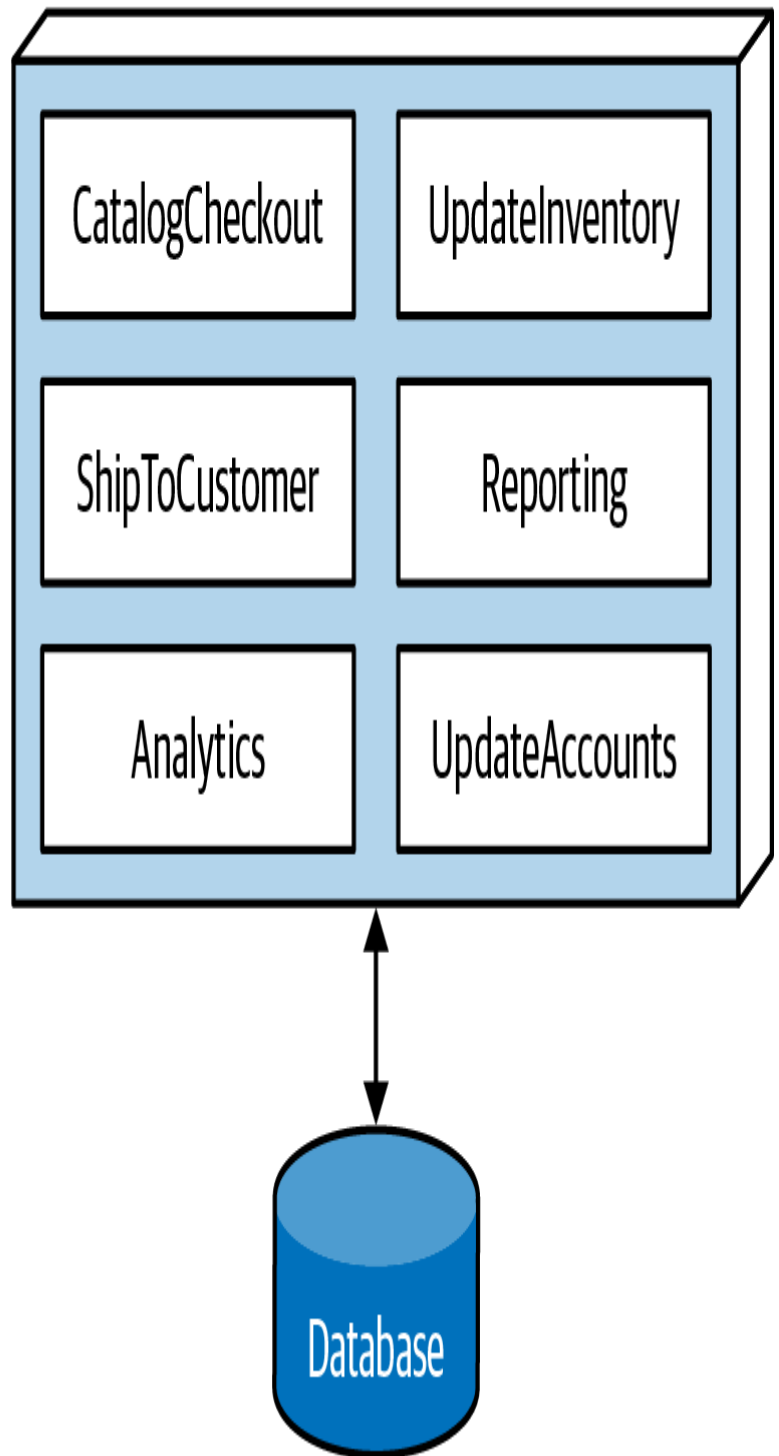 CatalogCheckout
UpdateInventory
ShipToCustomer
Reporting
Analytics
UpdateAccounts
Database